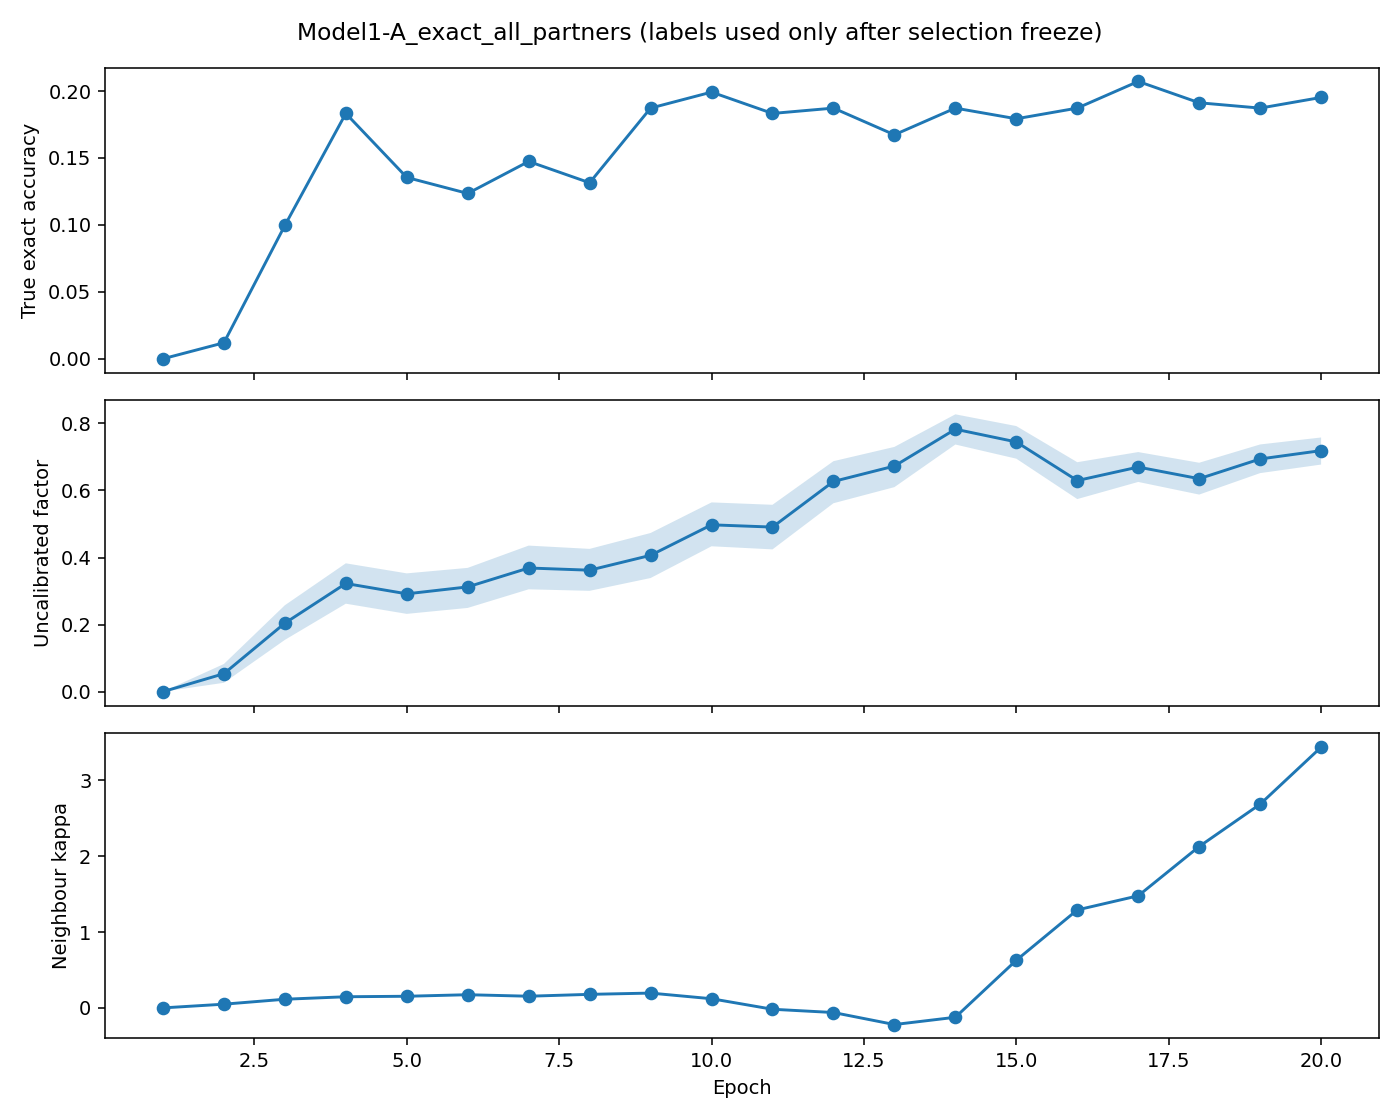 Model1-A_exact_all_partners (labels used only after selection freeze)
True exact accuracy
0.20
0.15
0.10
0.05
0.00
Uncalibrated factor
0.8
0.6
0.4
0.2
0.0
Neighbour kappa
3
2
1
0
2.5 5.0 7.5 10.0 12.5 15.0 17.5 20.0
Epoch